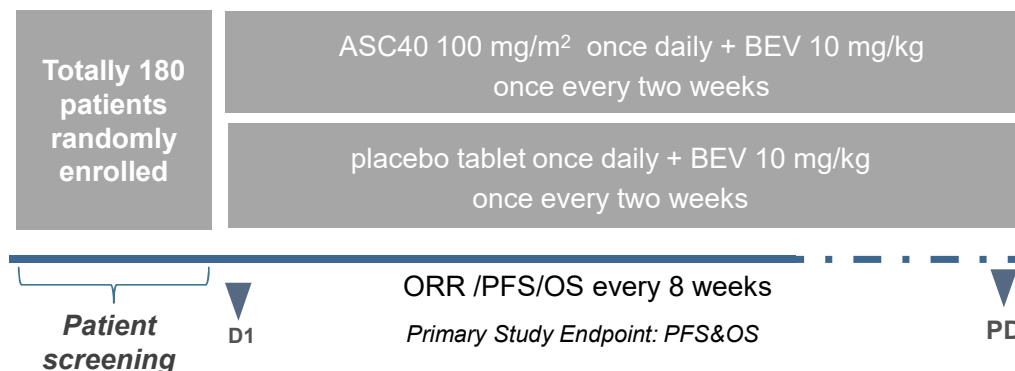 Totally 180
patients
randomly
enrolled
ASC40 100 mg/m² once daily + BEV 10 mg/kg
once every two weeks
placebo tablet once daily + BEV 10 mg/kg
once every two weeks
ORR /PFS/OS every 8 weeks
Primary Study Endpoint: PFS&OS
Patient
screening
D1
PD